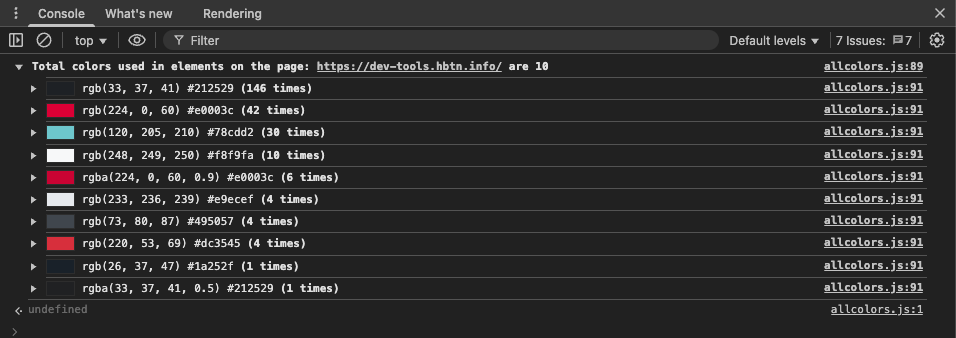 Console What's new Rendering
top Filter Default levels 7 Issues: 7
Total colors used in elements on the page: https://dev-tools.hbtn.info/ are 10 allcolors.js:89
rgb(33, 37, 41) #212529 (146 times) allcolors.js:91
rgb(224, 0, 60) #e0003c (42 times) allcolors.js:91
rgb(120, 205, 210) #78cdd2 (30 times) allcolors.js:91
rgb(248, 249, 250) #f8f9fa (10 times) allcolors.js:91
rgba(224, 0, 60, 0.9) #e0003c (6 times) allcolors.js:91
rgb(233, 236, 239) #e9ecef (4 times) allcolors.js:91
rgb(73, 80, 87) #495057 (4 times) allcolors.js:91
rgb(220, 53, 69) #dc3545 (4 times) allcolors.js:91
rgb(26, 37, 47) #1a252f (1 times) allcolors.js:91
rgba(33, 37, 41, 0.5) #212529 (1 times) allcolors.js:91
undefined allcolors.js:1